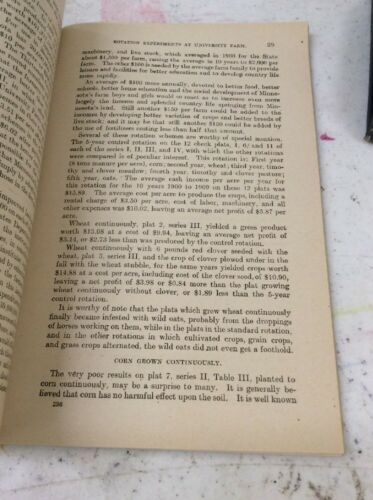 ROTATION EXPERIMENTS AT UNIVERSITY FARM. 29
machinery, and live stock, which averaged in 1900 for the State
about $1,300 per farm, raising the average in 10 years to $2,000 per
farm. The other $100 is needed by the average farm family to provide
leisure and facilities for better education and to develop country life
more rapidly.
An average of $100 more annually, devoted to better food, better
schools, better home education and the social development of Minne-
sota's farm boys and girls would so react as to increase even more
largely the income and splendid country life upcoming from Min-
nesota's land. Still another $150 per farm could be added to the
incomes by developing better varieties of crops and better breeds of
live stock; and it may be that still another $150 could be added by
the use of fertilizers costing less than half that amount.
Several of these rotation schemes are worthy of special mention.
The 5-year control rotation on the 12 check plats, 1, 6, and 11 of
each of the series I, II, III, and IV, with which the other rotations
were compared is of peculiar interest. This rotation is: First year
(8 tons manure per acre), corn; second year, wheat; third year, timo-
thy and clover meadow; fourth year, timothy and clover pasture;
fifth year, oats. The average cash income per acre per year for
this rotation for the 10 years 1900 to 1909 on these 12 plats was
$15.89. The average cost per acre to produce the crops, including a
rental charge of $3.50 per acre, cost of labor, machinery, and all
other expenses was $10.02, leaving an average net profit of $5.87 per
acre.
Wheat continuously, plat 2, series III, yielded a gross product
worth $13.08 at a cost of $9.94, leaving an average net profit of
$3.14, or $2.73 less than was produced by the control rotation.
Wheat continuously with 6 pounds red clover seeded with the
wheat, plat 3, series III, and the crop of clover plowed under in the
fall with the wheat stubble, for the same years yielded crops worth
$14.88 at a cost per acre, including cost of the clover seed, of $10.90,
leaving a net profit of $3.98 or $0.84 more than the plat growing
wheat continuously without clover, or $1.89 less than the 5-year
control rotation.
It is worthy of note that the plats which grew wheat continuously
finally became infested with wild oats, probably from the droppings
of horses working on them, while in the plats in the standard rotation,
and in the other rotations in which cultivated crops, grain crops,
and grass crops alternated, the wild oats did not even get a foothold.
CORN GROWN CONTINUOUSLY.
The very poor results on plat 7, series II, Table III, planted to
corn continuously, may be a surprise to many. It is generally be-
lieved that corn has no harmful effect upon the soil. It is well known
236